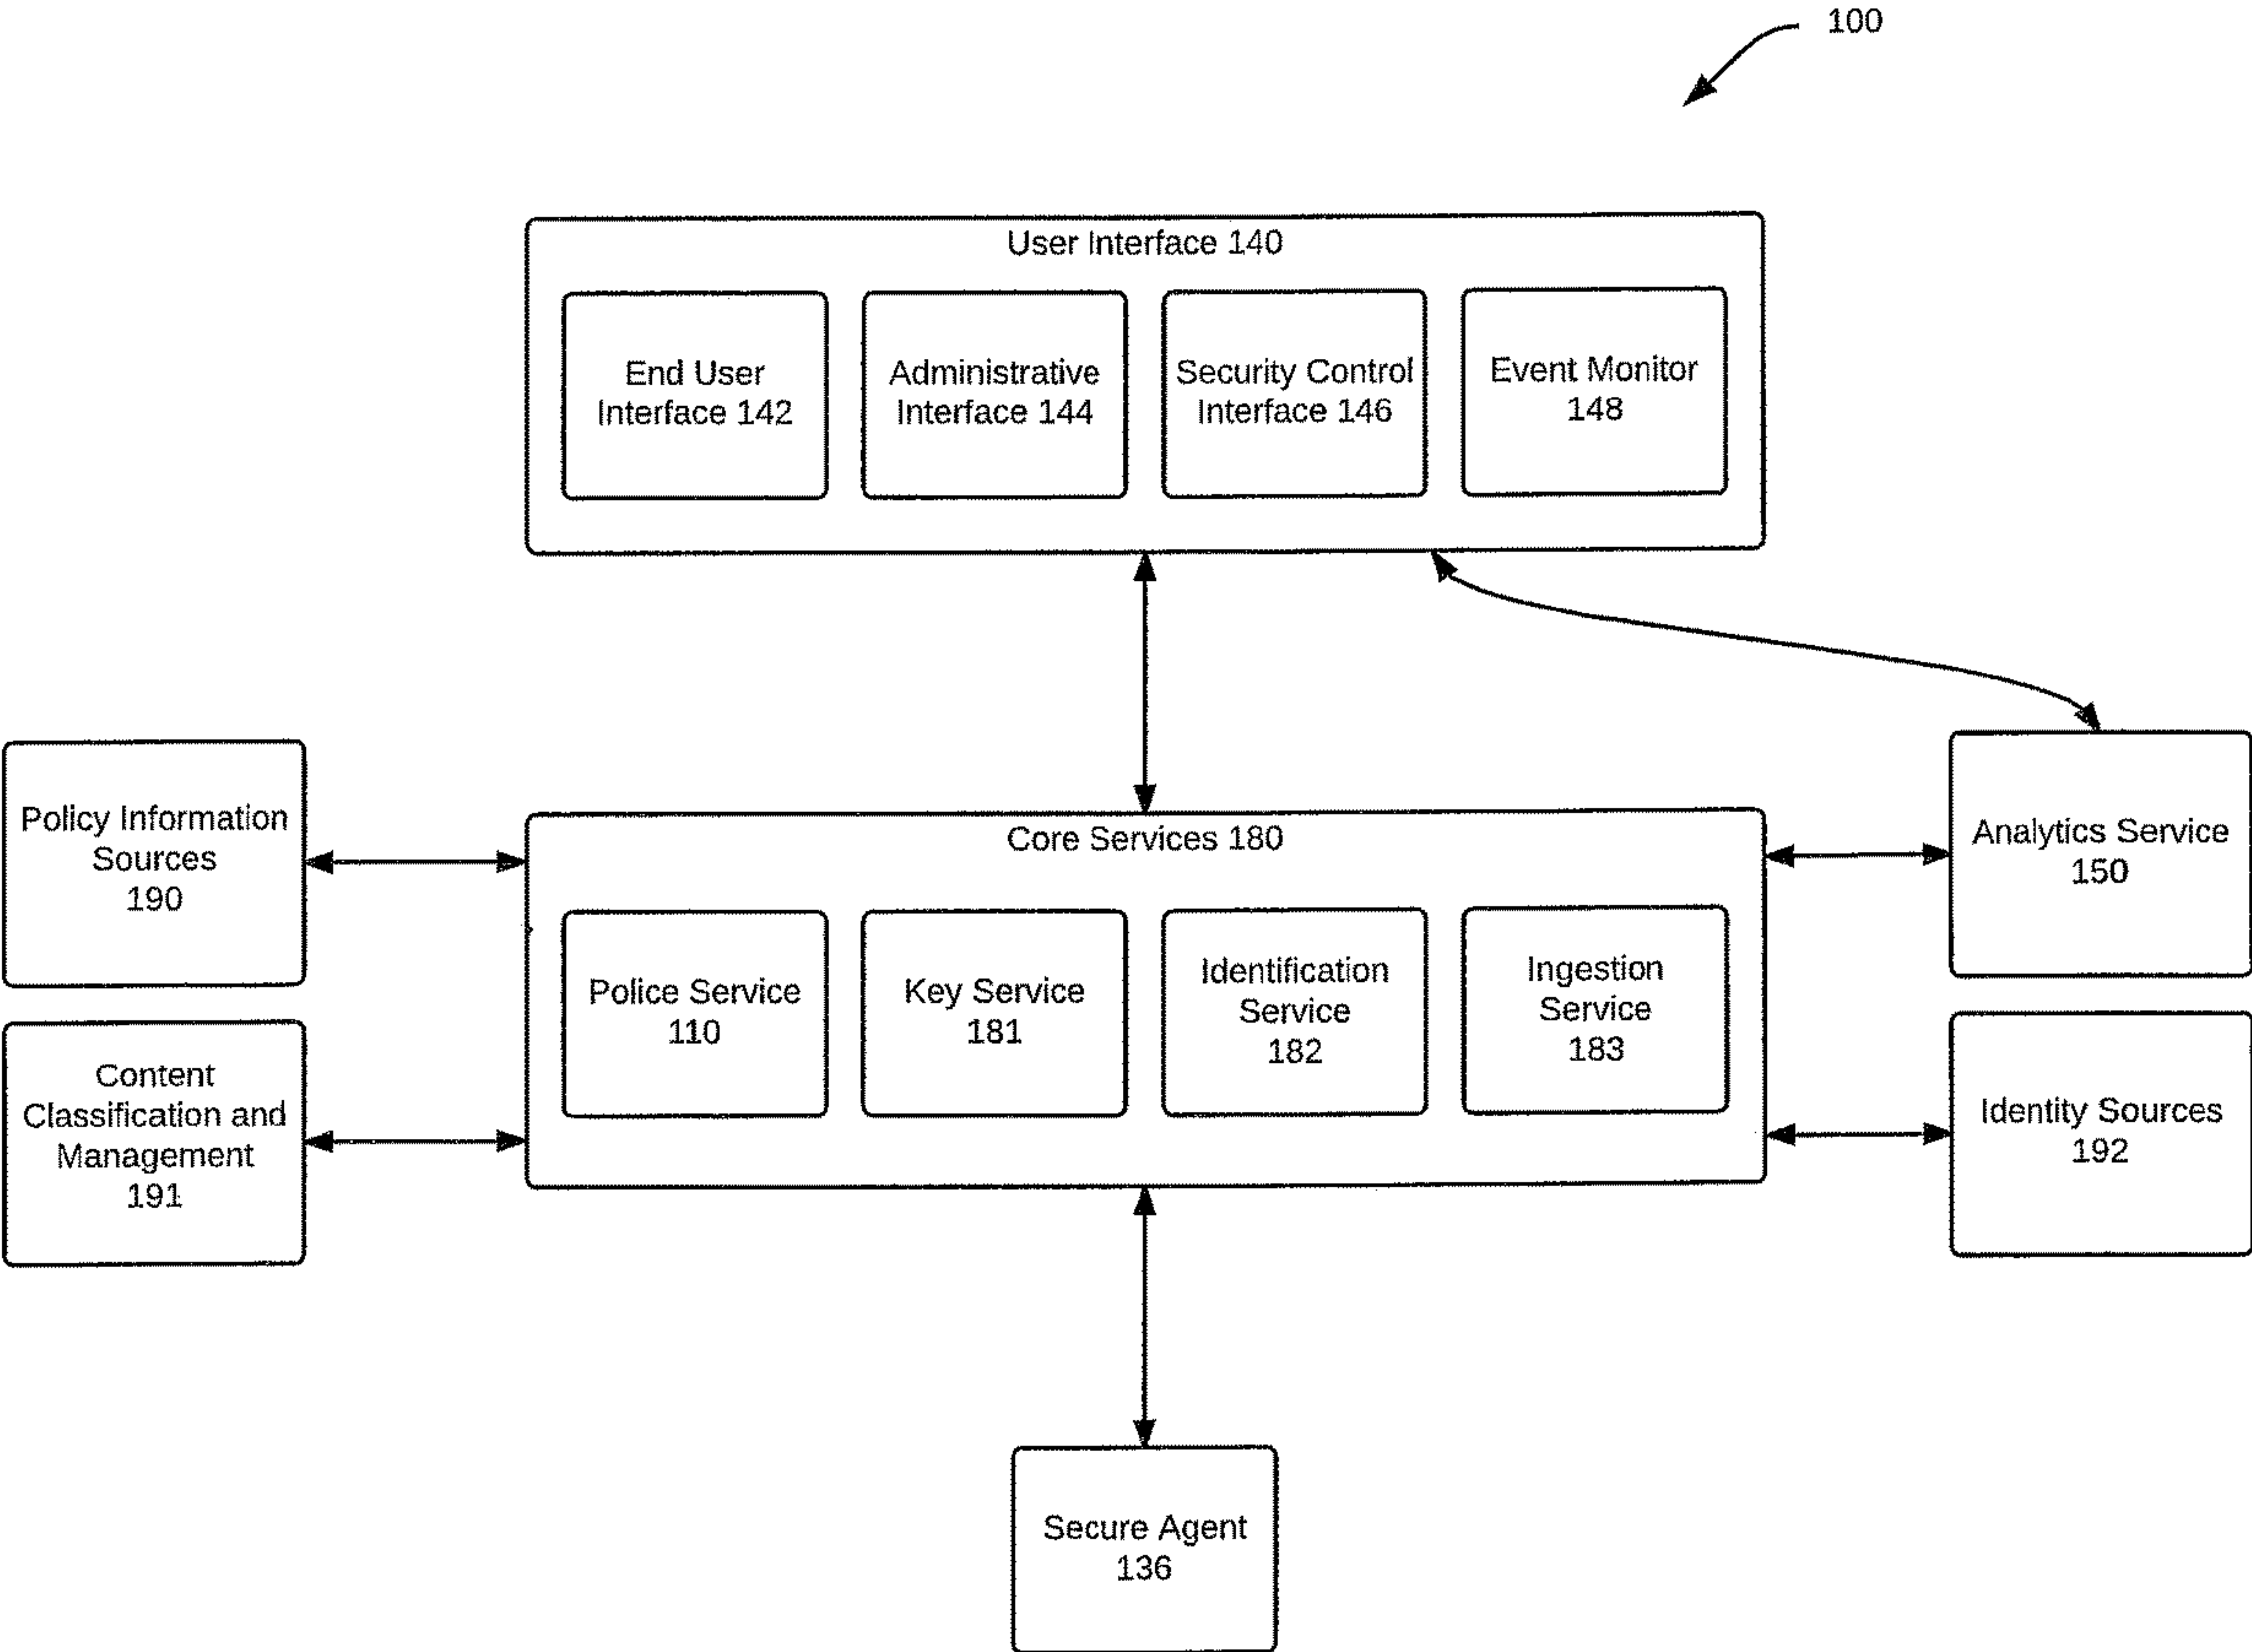 100
User Interface 140
End User
Interface 142
Administrative
Interface 144
Security Control
Interface 146
Event Monitor
148
Policy Information
Sources
190
Core Services 180
Analytics Service
150
Police Service
110
Key Service
181
Identification
Service
182
Ingestion
Service
183
Content
Classification and
Management
191
Identity Sources
192
Secure Agent
136